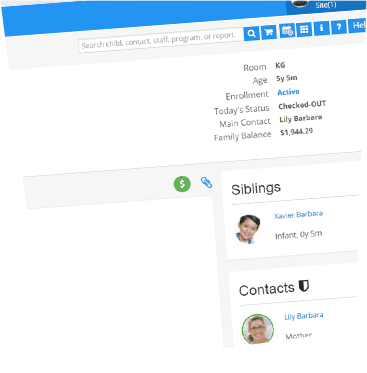 Site(1)
Search child, contact, staff, program, or report.
Room KG
Age 5y 5m
Enrollment Active
Today's Status Checked-OUT
Main Contact Lily Barbara
Family Balance $1,944.29
Siblings
Xavier Barbara
Infant, 0y 5m
Contacts
Lily Barbara
Mother